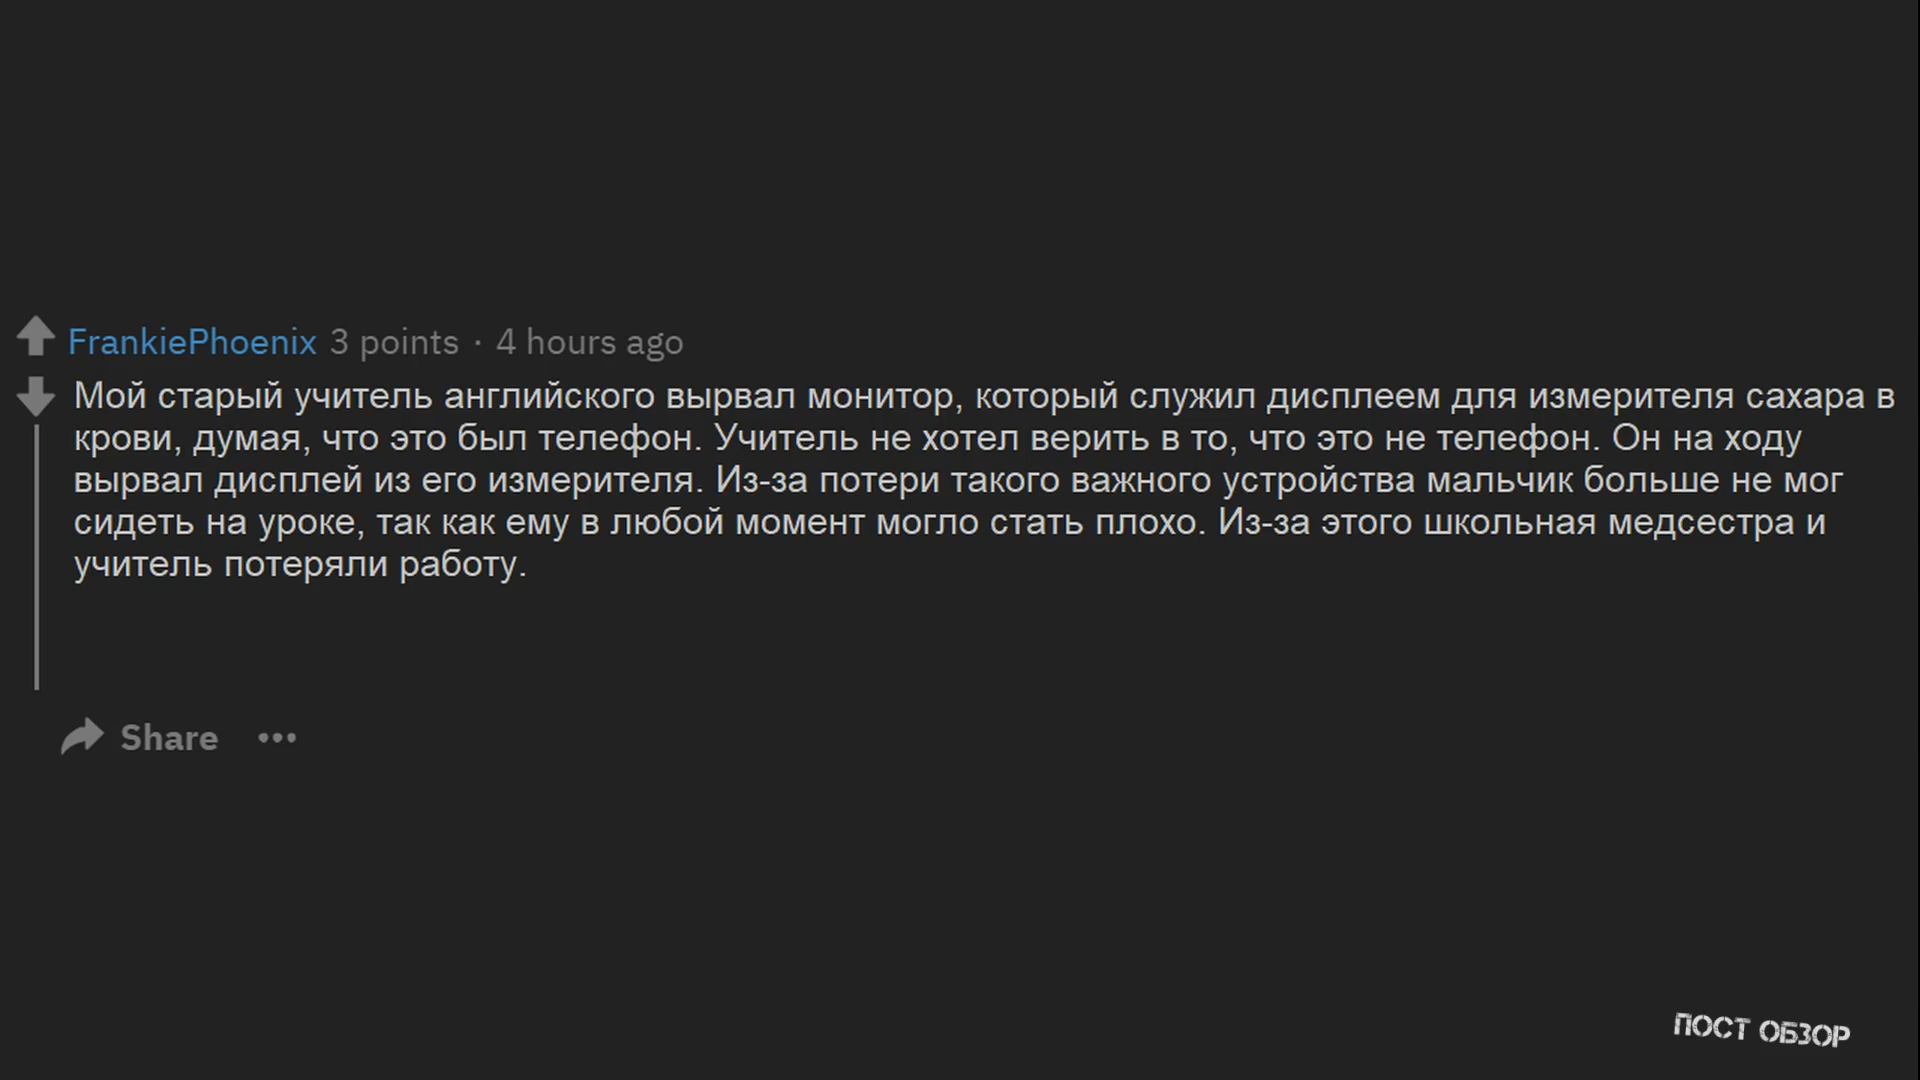 FrankiePhoenix 3 points · 4 hours ago
Мой старый учитель английского вырвал монитор, который служил дисплеем для измерителя сахара в
крови, думая, что это был телефон. Учитель не хотел верить в то, что это не телефон. Он на ходу
вырвал дисплей из его измерителя. Из-за потери такого важного устройства мальчик больше не мог
сидеть на уроке, так как ему в любой момент могло стать плохо. Из-за этого школьная медсестра и
учитель потеряли работу.
Share ···
ПОСТ ОБЗОР